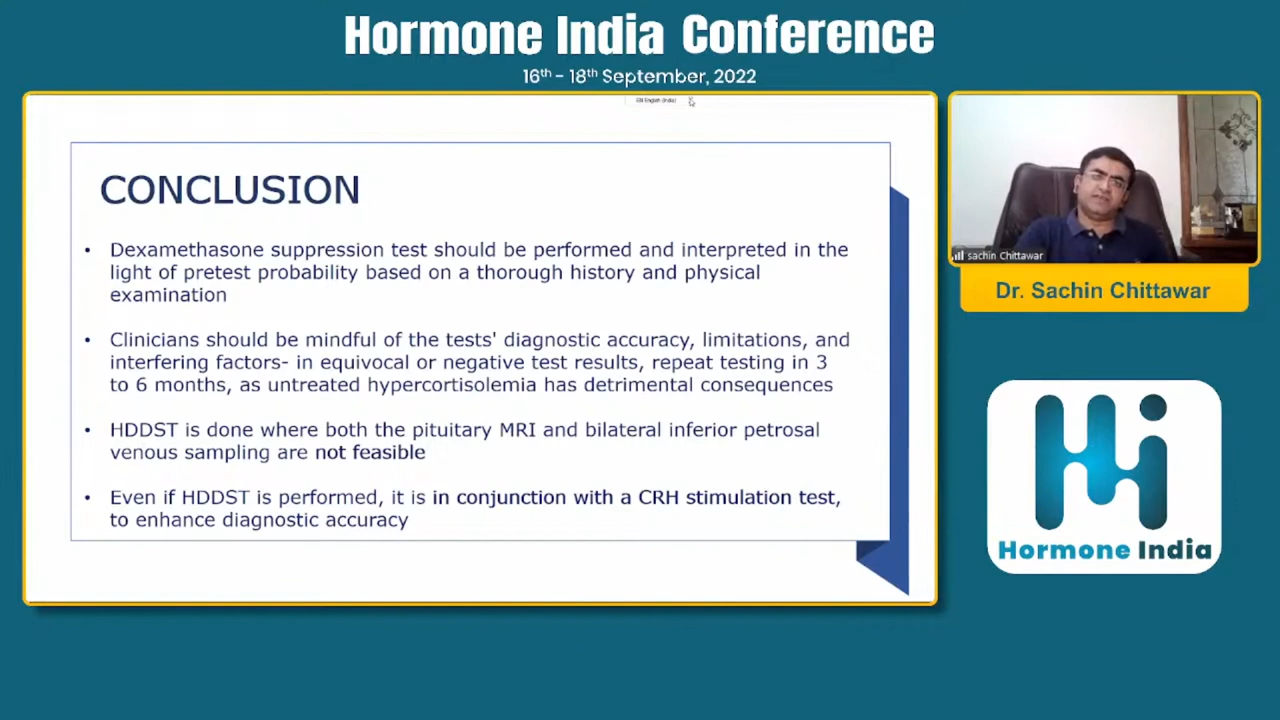 Hormone India Conference
16th - 18th September, 2022
EN English (India)
CONCLUSION
• Dexamethasone suppression test should be performed and interpreted in the
light of pretest probability based on a thorough history and physical
examination
• Clinicians should be mindful of the tests' diagnostic accuracy, limitations, and
interfering factors- in equivocal or negative test results, repeat testing in 3
to 6 months, as untreated hypercortisolemia has detrimental consequences
• HDDST is done where both the pituitary MRI and bilateral inferior petrosal
venous sampling are not feasible
• Even if HDDST is performed, it is in conjunction with a CRH stimulation test,
to enhance diagnostic accuracy
sachin Chittawar
Dr. Sachin Chittawar
Hi
Hormone India